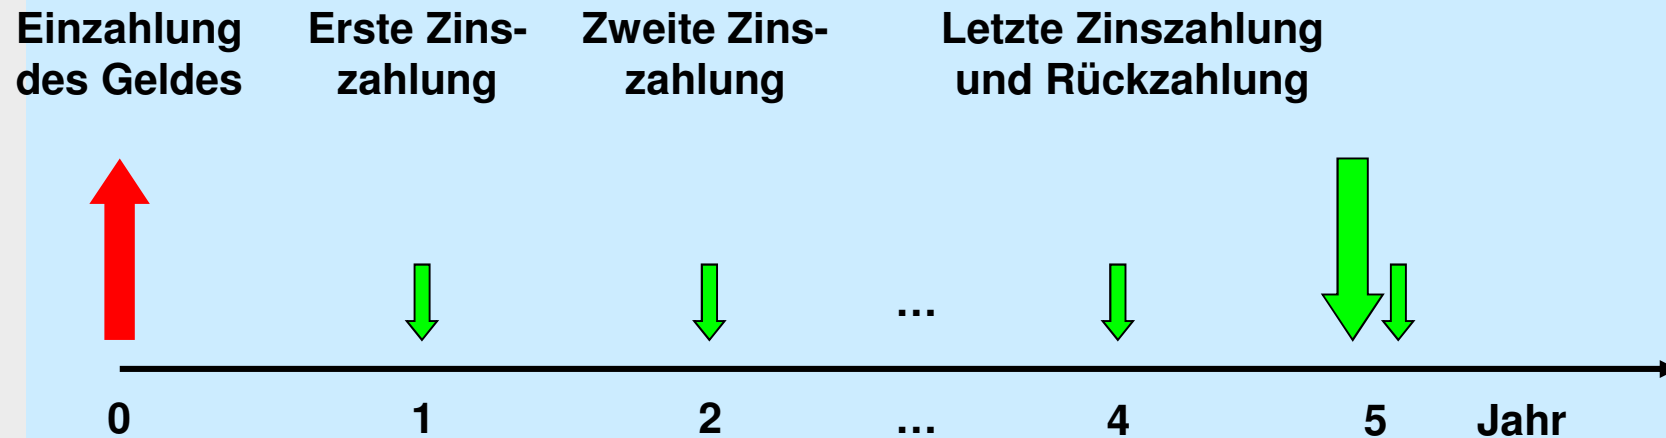 Einzahlung
des Geldes
Erste Zins-
zahlung
Zweite Zins-
zahlung
Letzte Zinszahlung
und Rückzahlung
...
0 1 2 ... 4 5 Jahr